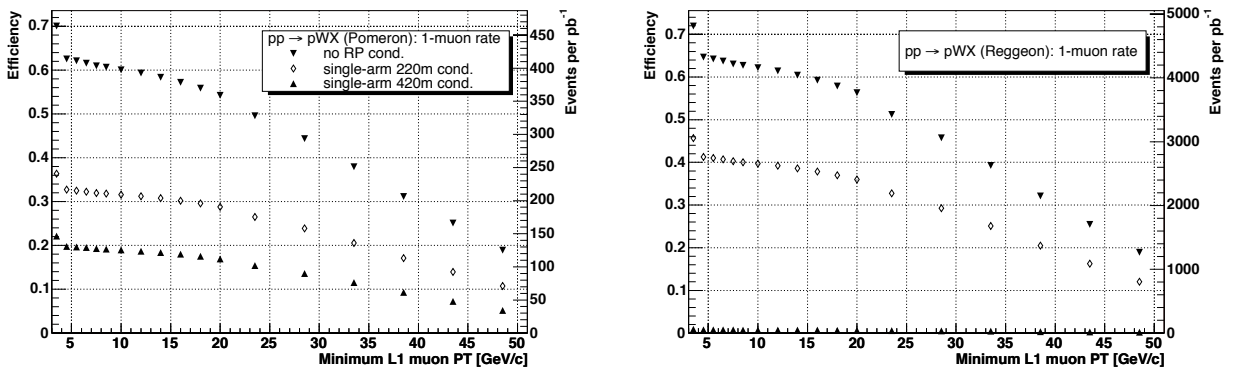 Efficiency
0.7
0.6
0.5
0.4
0.3
0.2
0.1
0
pp → pWX (Pomeron): 1-muon rate
no RP cond.
single-arm 220m cond.
single-arm 420m cond.
450
400
350
300
250
200
150
100
50
0
Events per pb-1
5 10 15 20 25 30 35 40 45 50
Minimum L1 muon PT [GeV/c]
Efficiency
0.7
0.6
0.5
0.4
0.3
0.2
0.1
0
pp → pWX (Reggeon): 1-muon rate
5000
4000
3000
2000
1000
0
Events per pb-1
5 10 15 20 25 30 35 40 45 50
Minimum L1 muon PT [GeV/c]